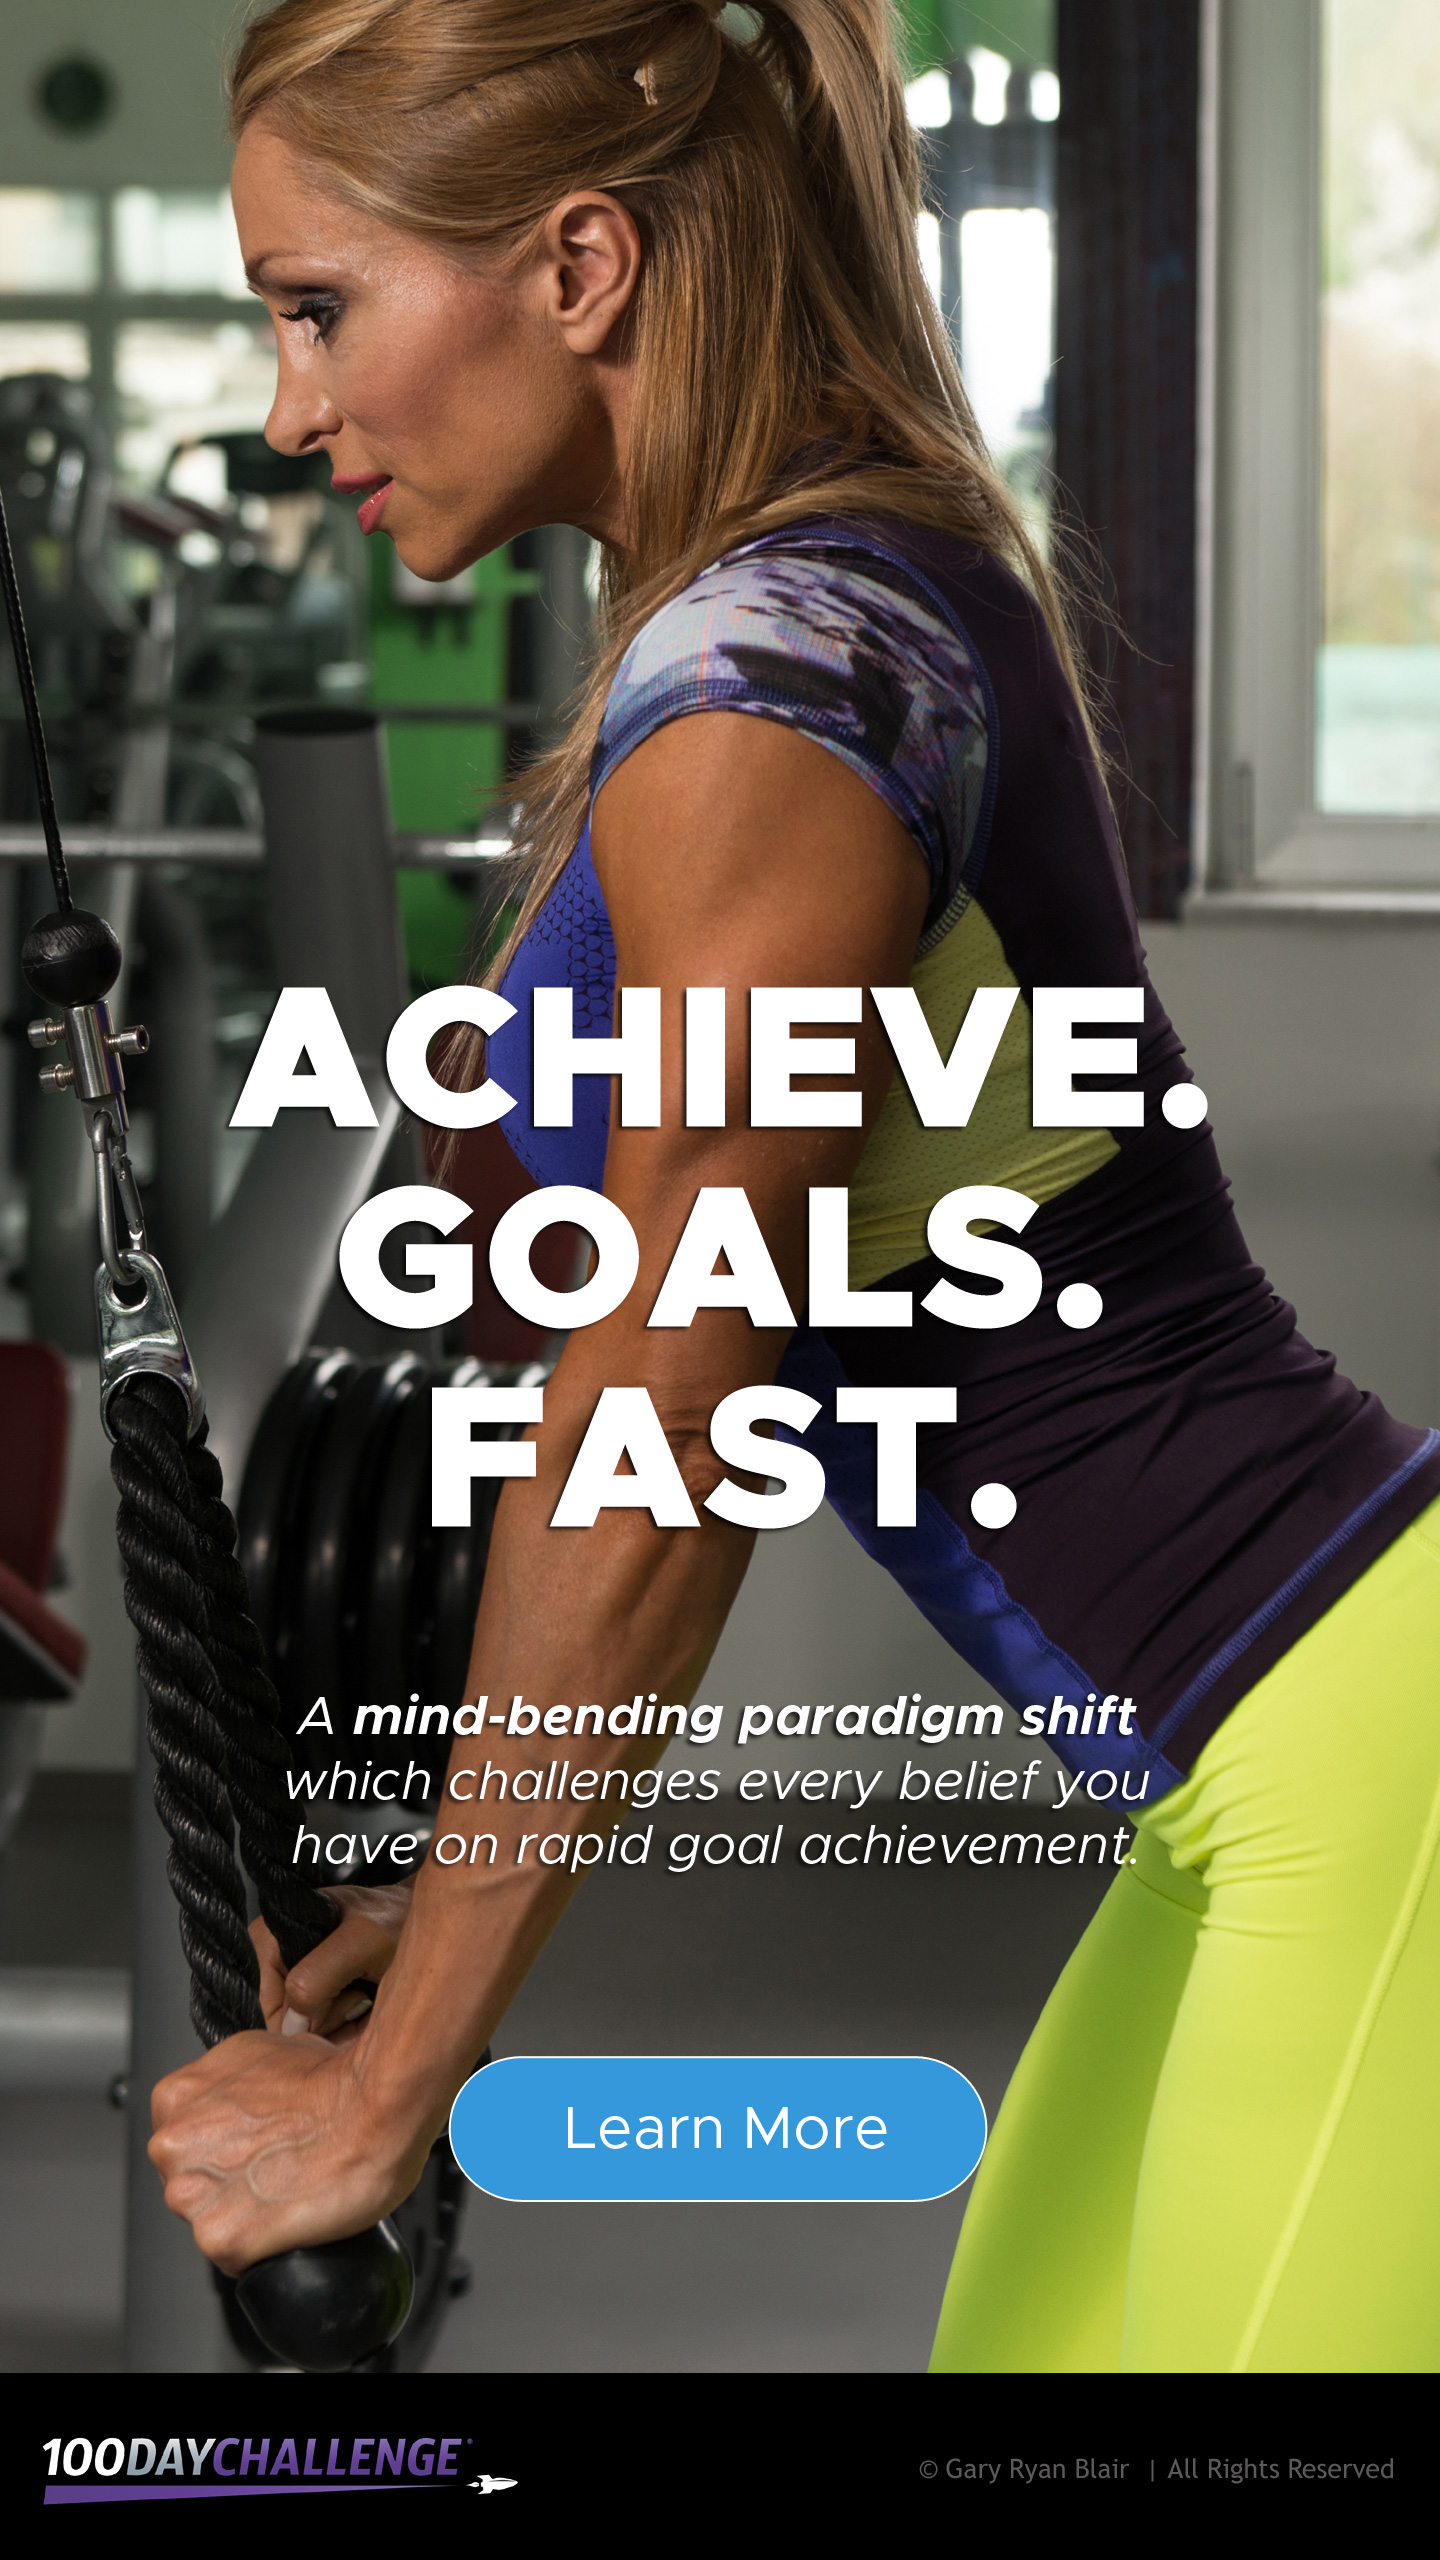 ACHIEVE.
GOALS.
FAST.
A mind-bending paradigm shift
which challenges every belief you
have on rapid goal achievement.
Learn More
100DAYCHALLENGE®
© Gary Ryan Blair | All Rights Reserved